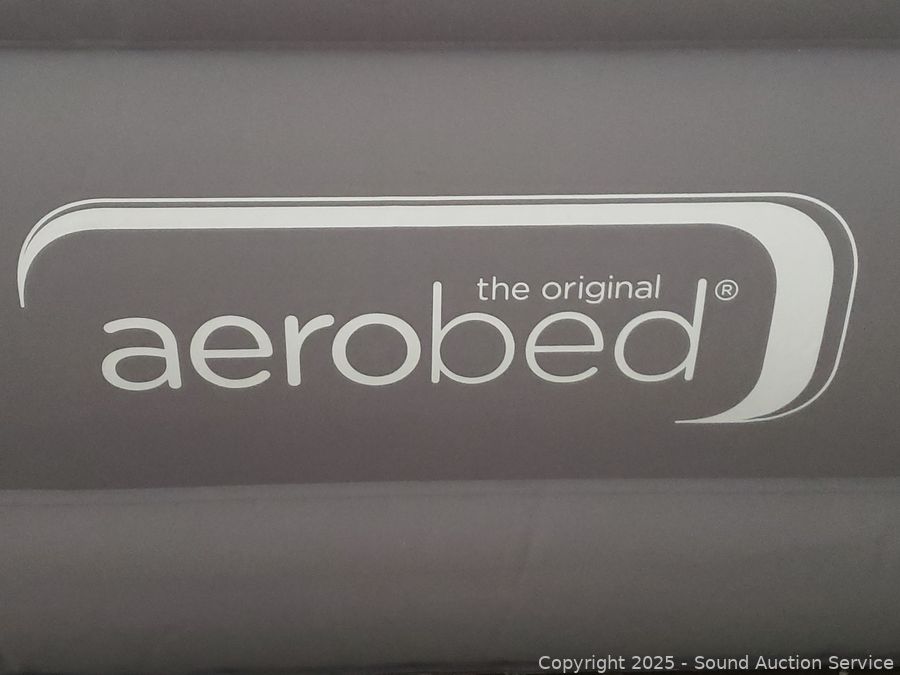 the original
aerobed®
Copyright 2025 - Sound Auction Service